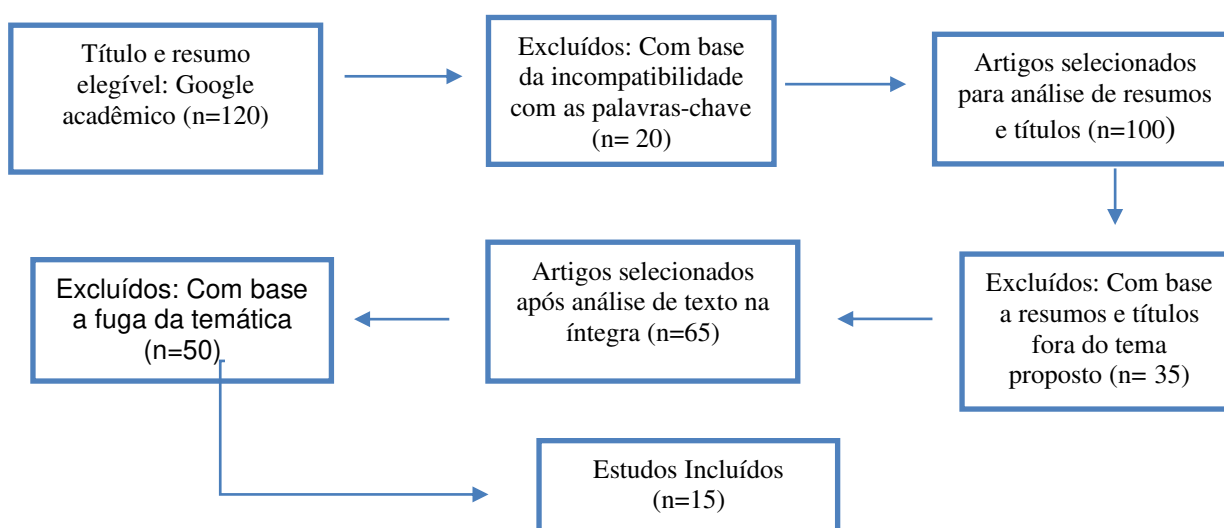 Título e resumo
elegível: Google
acadêmico (n=120)
Excluídos: Com base
da incompatibilidade
com as palavras-chave
(n= 20)
Artigos selecionados
para análise de resumos
e títulos (n=100)
Excluídos: Com base
a resumos e títulos
fora do tema
proposto (n= 35)
Artigos selecionados
após análise de texto na
íntegra (n=65)
Excluídos: Com base
a fuga da temática
(n=50)
Estudos Incluídos
(n=15)